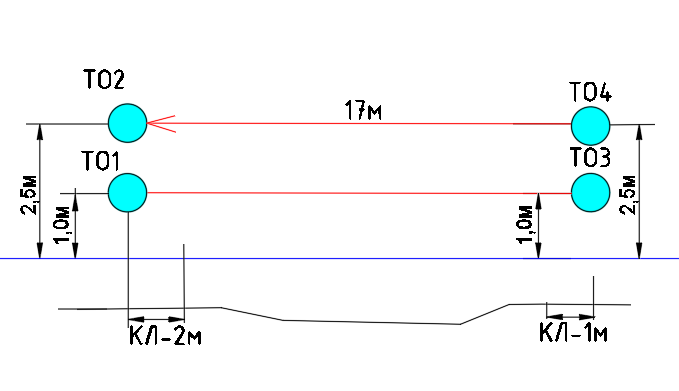 ТО2
17м
ТО4
ТО1
ТО3
2,5м
1,0м
1,0м
2,5м
КЛ-2м
КЛ-1м